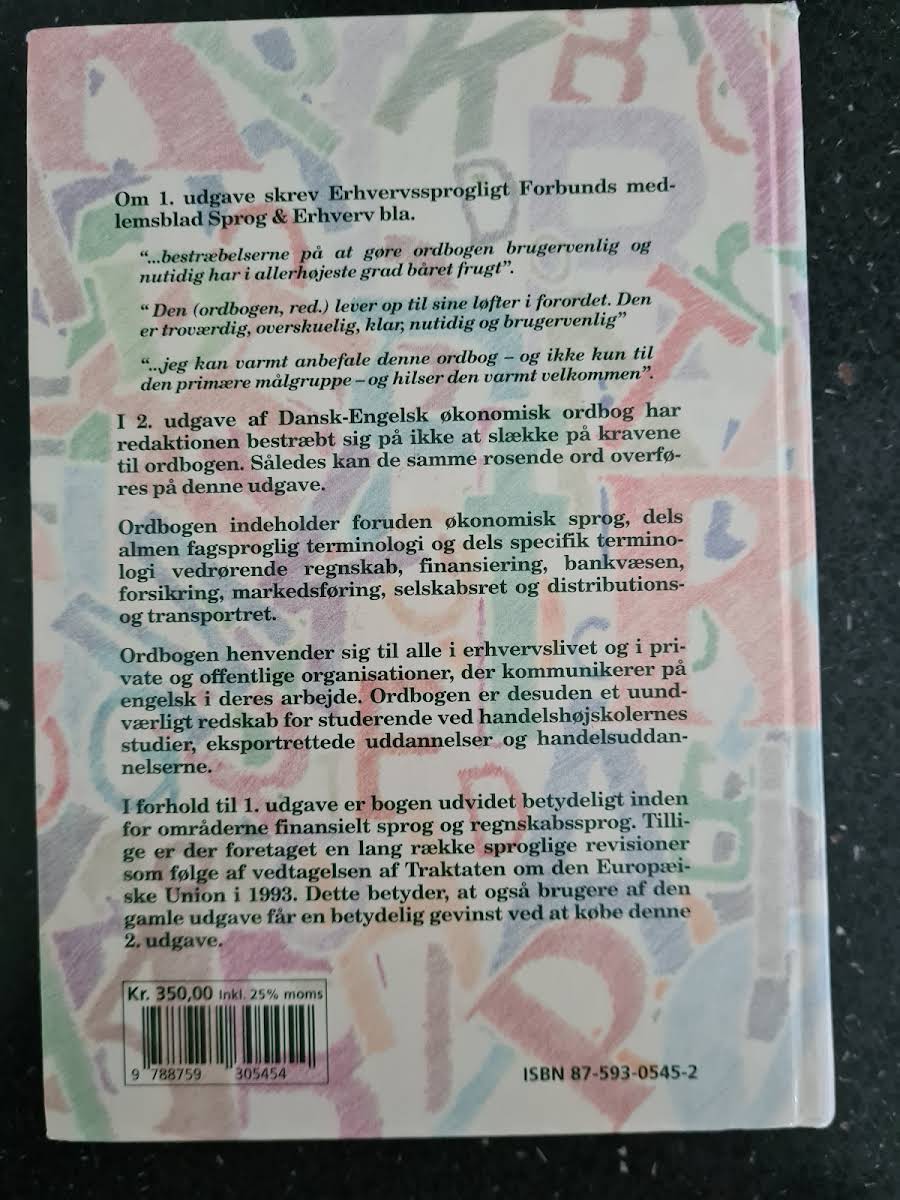 Om 1. udgave skrev Erhvervssprogligt Forbunds med-
lemsblad Sprog & Erhverv bla.
“...bestræbelserne på at gøre ordbogen brugervenlig og
nutidig har i allerhøjeste grad båret frugt”.
“ Den (ordbogen, red.) lever op til sine løfter i forordet. Den
er troværdig, overskuelig, klar, nutidig og brugervenlig”
“...jeg kan varmt anbefale denne ordbog – og ikke kun til
den primære målgruppe – og hilser den varmt velkommen”.
I 2. udgave af Dansk-Engelsk økonomisk ordbog har
redaktionen bestræbt sig på ikke at slække på kravene
til ordbogen. Således kan de samme rosende ord overfø-
res på denne udgave.
Ordbogen indeholder foruden økonomisk sprog, dels
almen fagsproglig terminologi og dels specifik termino-
logi vedrørende regnskab, finansiering, bankvæsen,
forsikring, markedsføring, selskabsret og distributions-
og transportret.
Ordbogen henvender sig til alle i erhvervslivet og i pri-
vate og offentlige organisationer, der kommunikerer på
engelsk i deres arbejde. Ordbogen er desuden et uund-
værligt redskab for studerende ved handelshøjskolernes
studier, eksportrettede uddannelser og handelsuddan-
nelserne.
I forhold til 1. udgave er bogen udvidet betydeligt inden
for områderne finansielt sprog og regnskabssprog. Tilli-
ge er der foretaget en lang række sproglige revisioner
som følge af vedtagelsen af Traktaten om den Europæi-
ske Union i 1993. Dette betyder, at også brugere af den
gamle udgave får en betydelig gevinst ved at købe denne
2. udgave.
Kr. 350,00 Inkl. 25% moms
9 788759 305454
ISBN 87-593-0545-2